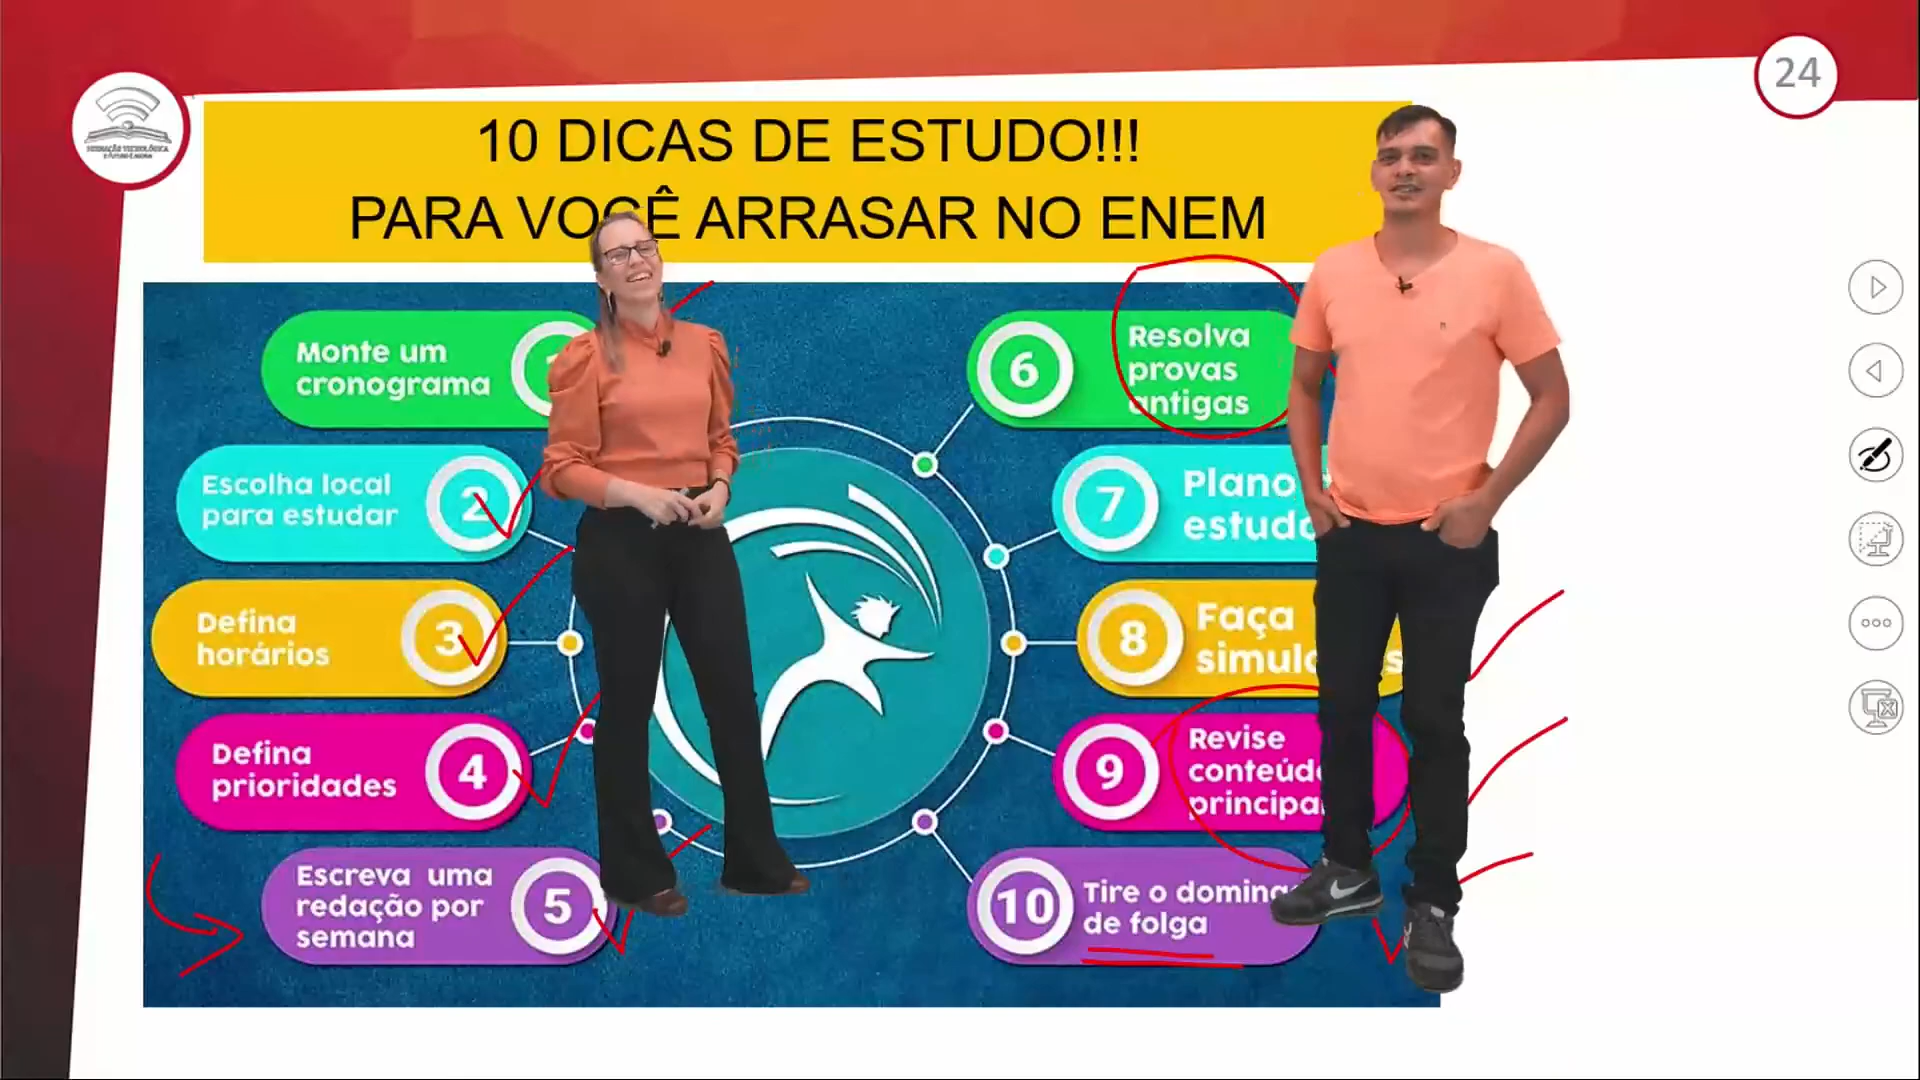 24
10 DICAS DE ESTUDO!!!
PARA VOCÊ ARRASAR NO ENEM
Monte um
cronograma
Escolha local
para estudar
2
Defina
horários
3
Defina
prioridades
4
Escreva uma
redação por
semana
5
6
Resolva
provas
antigas
7
Plano
8
Faça
9
Revise
10
de folga